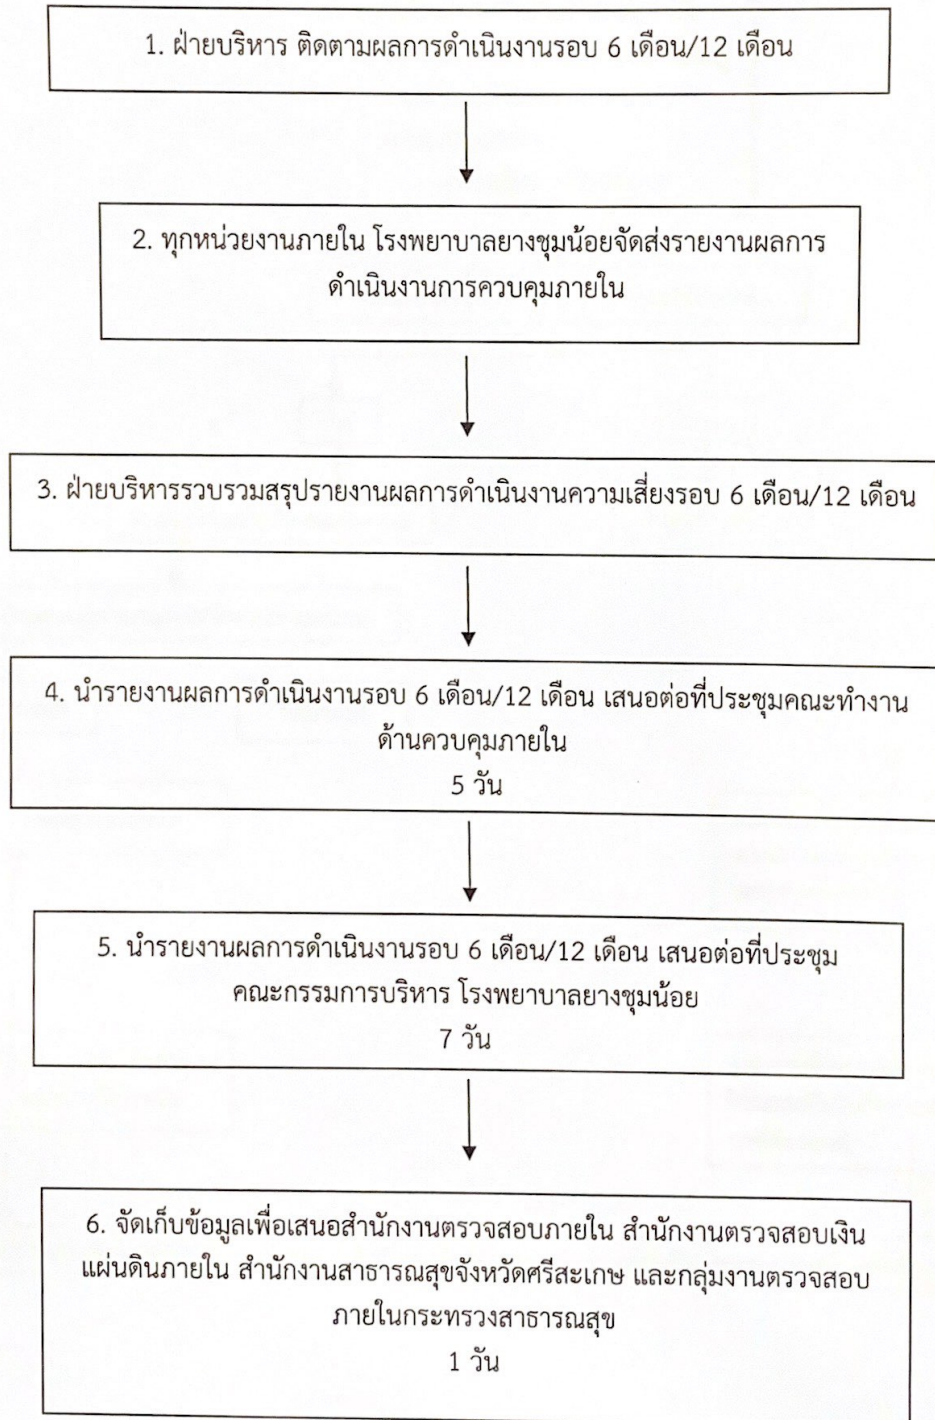 1. ฝ่ายบริหาร ติดตามผลการดำเนินงานรอบ 6 เดือน/12 เดือน
2. ทุกหน่วยงานภายใน โรงพยาบาลยางชุมน้อยจัดส่งรายงานผลการ
ดำเนินงานการควบคุมภายใน
3. ฝ่ายบริหารรวบรวมสรุปรายงานผลการดำเนินงานความเสี่ยงรอบ 6 เดือน/12 เดือน
4. นำรายงานผลการดำเนินงานรอบ 6 เดือน/12 เดือน เสนอต่อที่ประชุมคณะทำงาน
ด้านควบคุมภายใน
5 วัน
5. นำรายงานผลการดำเนินงานรอบ 6 เดือน/12 เดือน เสนอต่อที่ประชุม
คณะกรรมการบริหาร โรงพยาบาลยางชุมน้อย
7 วัน
6. จัดเก็บข้อมูลเพื่อเสนอสำนักงานตรวจสอบภายใน สำนักงานตรวจสอบเงิน
แผ่นดินภายใน สำนักงานสาธารณสุขจังหวัดศรีสะเกษ และกลุ่มงานตรวจสอบ
ภายในกระทรวงสาธารณสุข
1 วัน